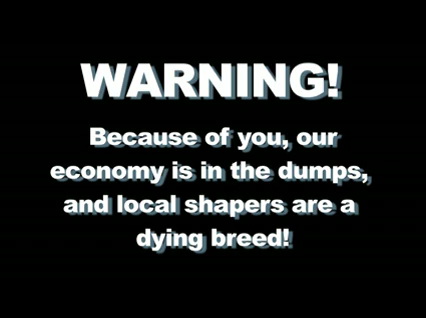 WARNING!
Because of you, our
economy is in the dumps,
and local shapers are a
dying breed!